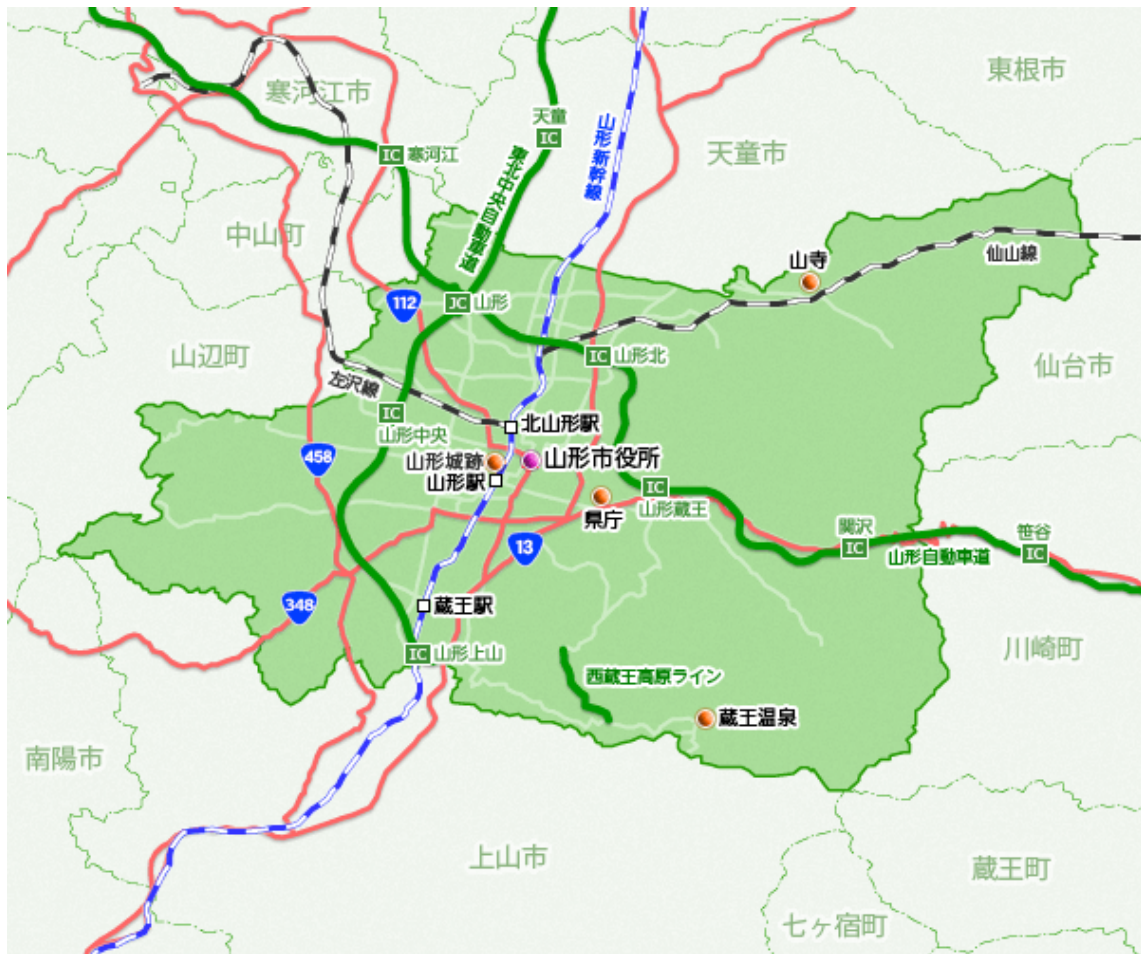 東根市
寒河江市
天童
IC
山形新幹線
天童市
IC 寒河江
東北中央自動車道
中山町
仙山線
山寺
112
JC 山形
山辺町
IC 山形北
仙台市
左沢線
IC
山形中央
北山形駅
458
山形城跡
山形市役所
山形駅
IC
山形蔵王
県庁
関沢
IC
笹谷
IC
山形自動車道
13
348
蔵王駅
川崎町
IC 山形上山
西蔵王高原ライン
蔵王温泉
南陽市
上山市
蔵王町
七ヶ宿町